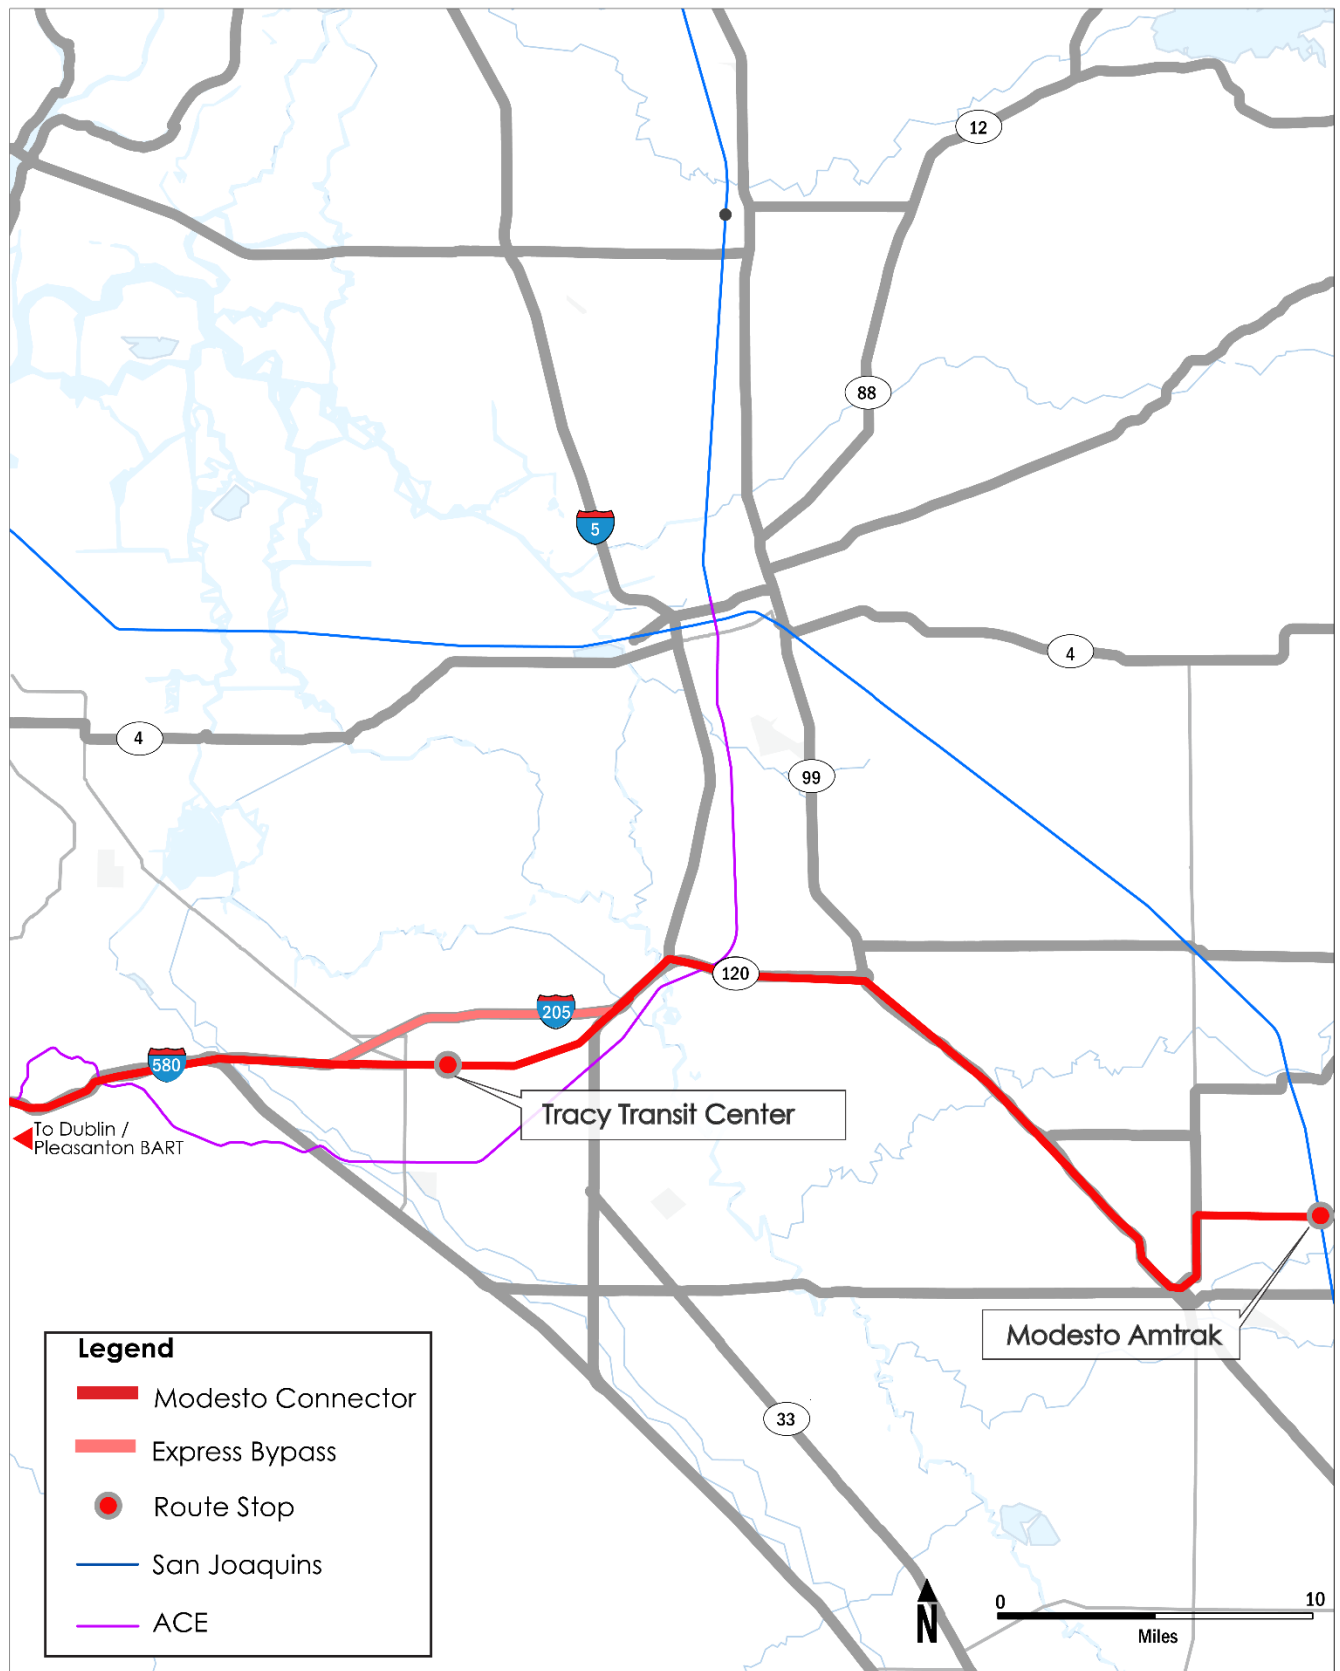 12
88
5
4
4
99
120
205
580
Tracy Transit Center
To Dublin /
Pleasanton BART
Modesto Amtrak
Legend
Modesto Connector
Express Bypass
Route Stop
San Joaquins
ACE
33
N
0 10
Miles